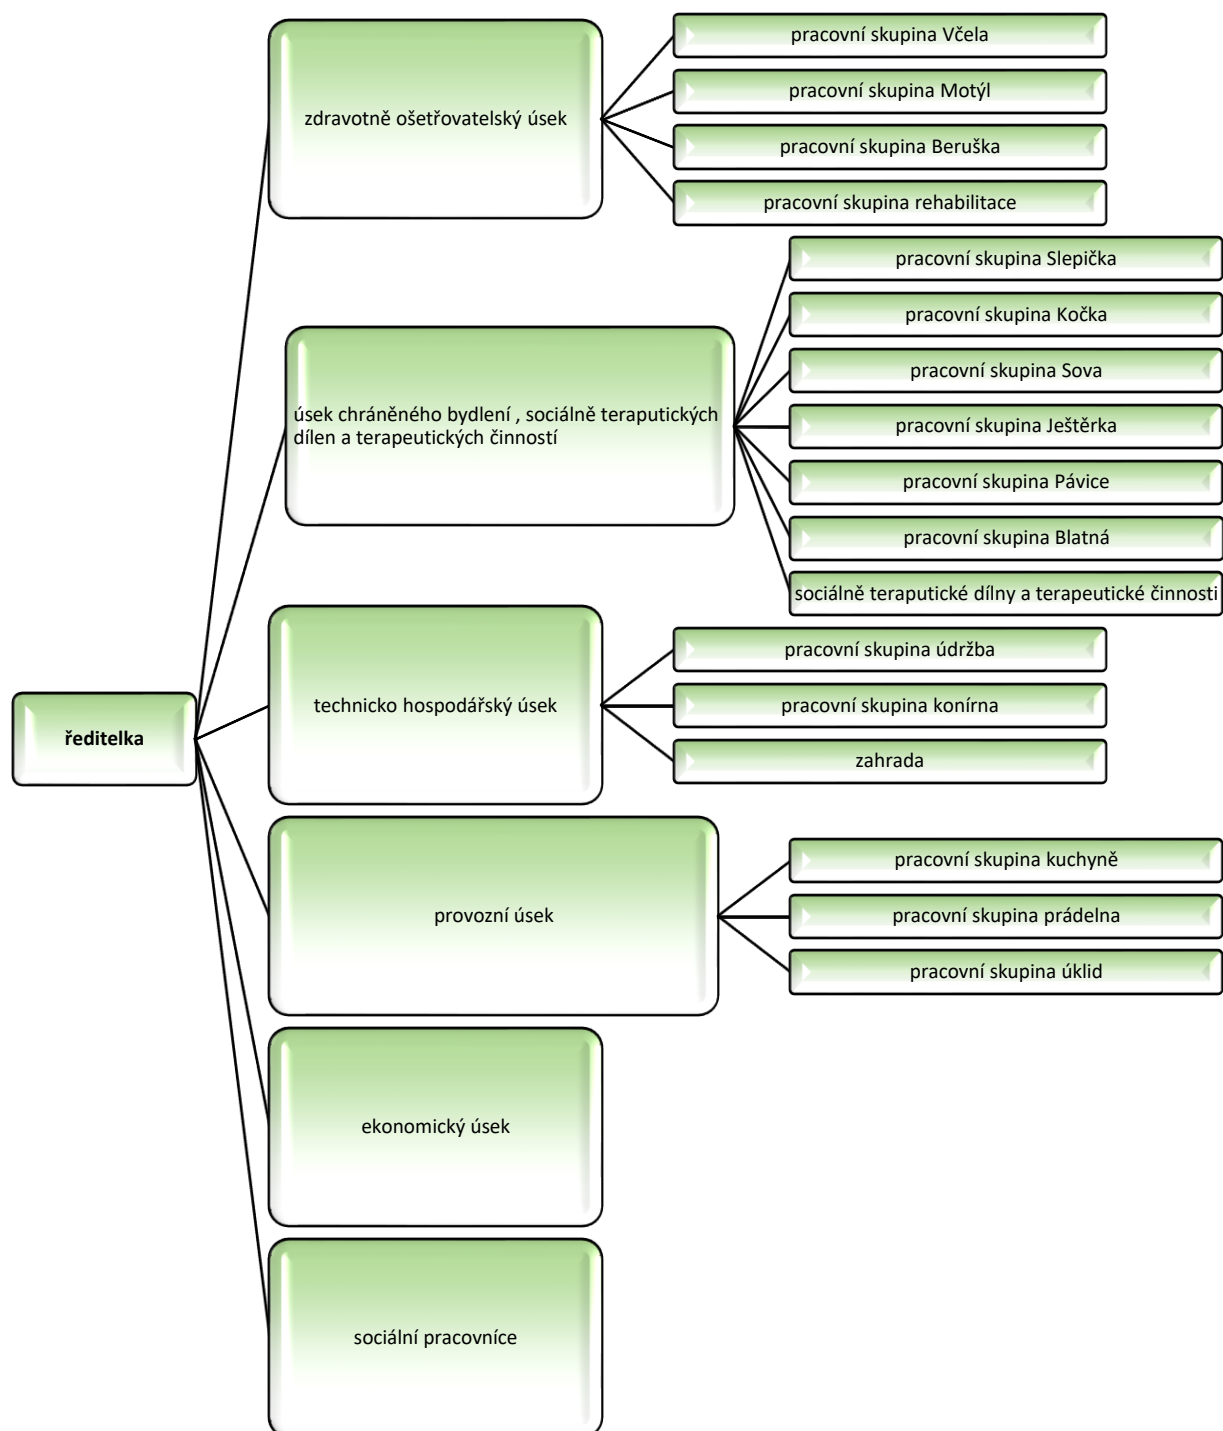 ředitelka
zdravotně ošetřovatelský úsek
pracovní skupina Včela
pracovní skupina Motýl
pracovní skupina Beruška
pracovní skupina rehabilitace
úsek chráněného bydlení , sociálně teraputických
dílen a terapeutických činností
pracovní skupina Slepička
pracovní skupina Kočka
pracovní skupina Sova
pracovní skupina Ještěrka
pracovní skupina Pávice
pracovní skupina Blatná
sociálně teraputické dílny a terapeutické činnosti
technicko hospodářský úsek
pracovní skupina údržba
pracovní skupina konírna
zahrada
provozní úsek
pracovní skupina kuchyně
pracovní skupina prádelna
pracovní skupina úklid
ekonomický úsek
sociální pracovníce